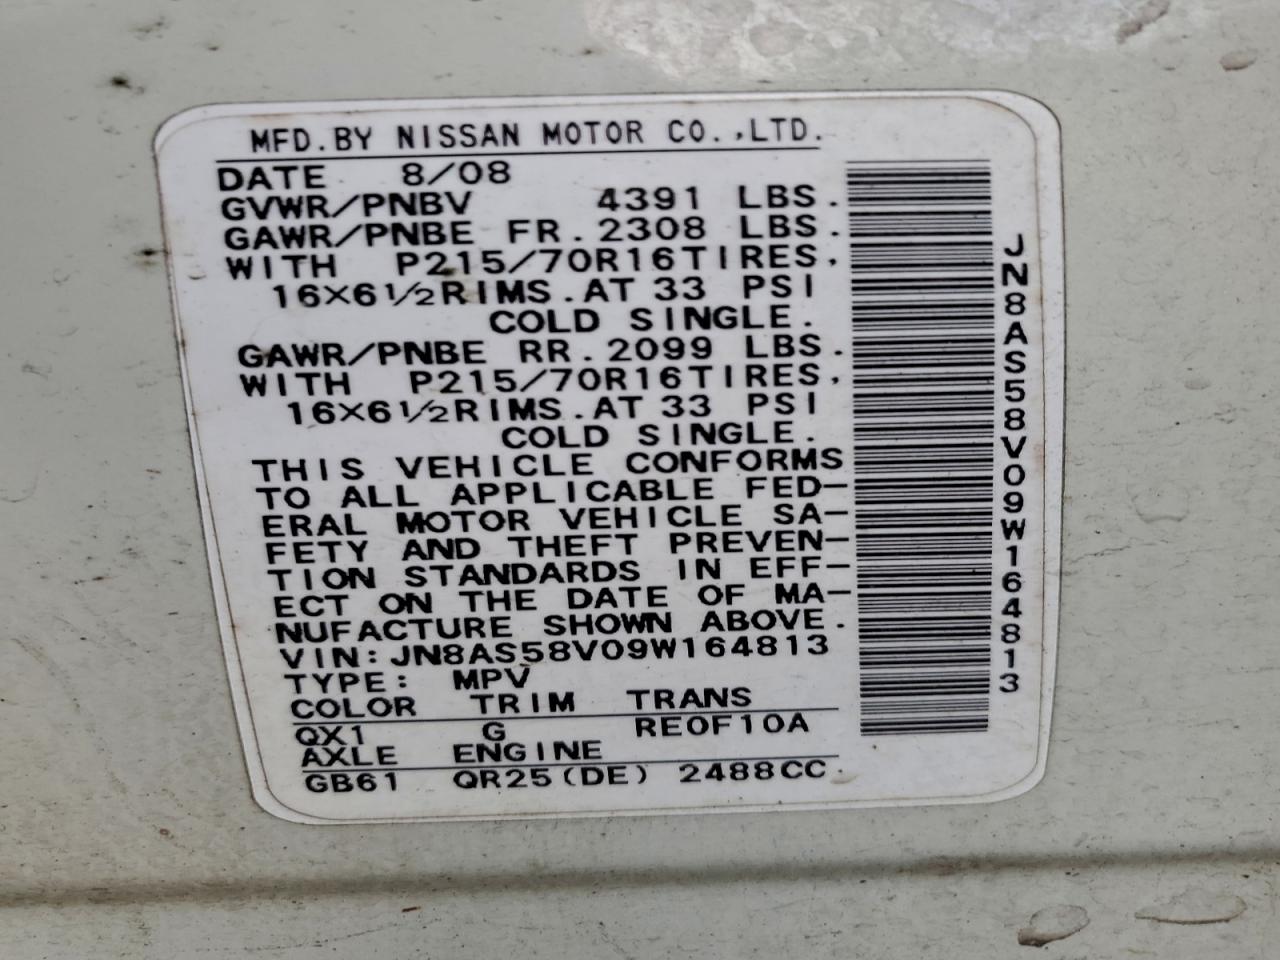 MFD. BY NISSAN MOTOR CO., LTD.
DATE 8/08
GVWR/PNBV 4391 LBS.
GAWR/PNBE FR. 2308 LBS.
WITH P215/70R16TIRES,
16X6½RIMS. AT 33 PSI
COLD SINGLE.
GAWR/PNBE RR. 2099 LBS.
WITH P215/70R16TIRES,
16X6½RIMS. AT 33 PSI
COLD SINGLE.
THIS VEHICLE CONFORMS
TO ALL APPLICABLE FED-
ERAL MOTOR VEHICLE SA-
FETY AND THEFT PREVEN-
TION STANDARDS IN EFF-
ECT ON THE DATE OF MA-
NUFACTURE SHOWN ABOVE.
VIN: JN8AS58V09W164813
TYPE: MPV
COLOR TRIM TRANS
QX1 G RE0F10A
AXLE ENGINE
GB61 QR25(DE) 2488CC
JN8AS58V09W164813